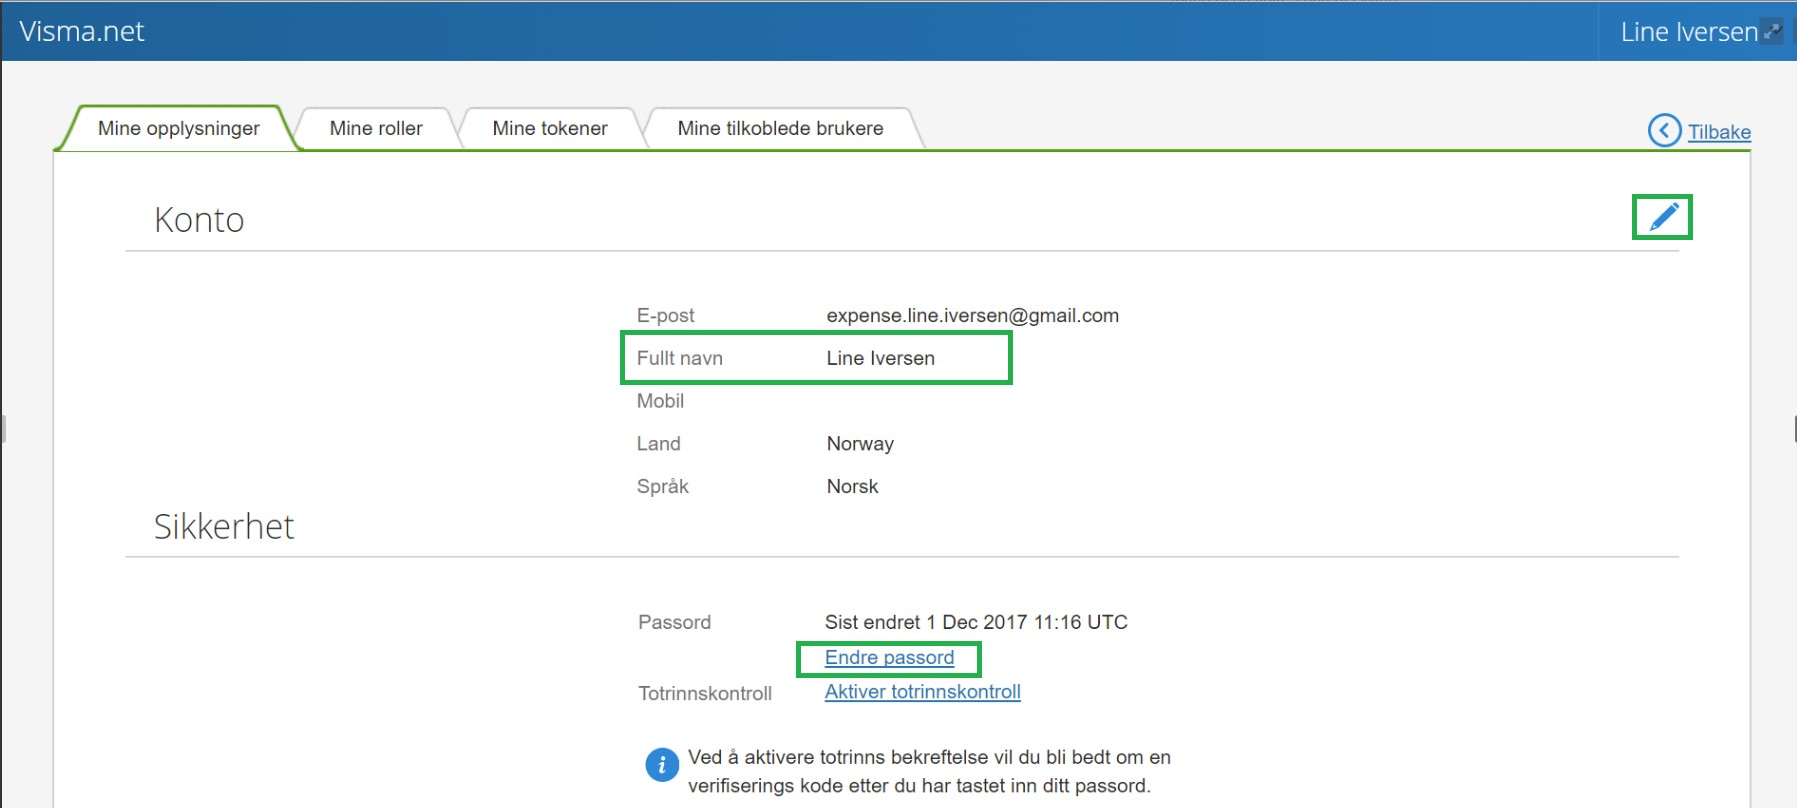 Visma.net
Line Iversen
Mine opplysninger
Mine roller
Mine tokener
Mine tilkoblede brukere
Tilbake
Konto
E-post expense.line.iversen@gmail.com
Fullt navn Line Iversen
Mobil
Land Norway
Språk Norsk
Sikkerhet
Passord Sist endret 1 Dec 2017 11:16 UTC
Endre passord
Totrinnskontroll Aktiver totrinnskontroll
Ved å aktivere totrinns bekreftelse vil du bli bedt om en
verifiserings kode etter du har tastet inn ditt passord.